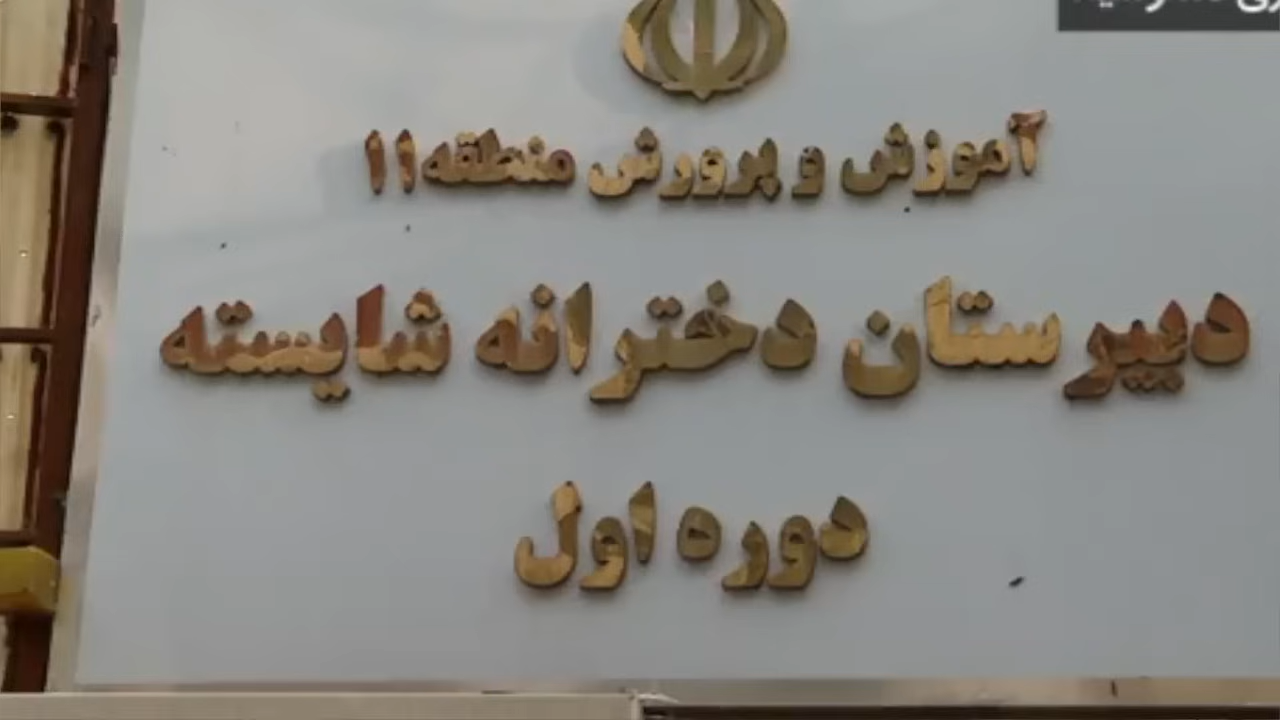 آموزش و پرورش منطقه ۱۱
دبیرستان دخترانه شایسته
دوره اول